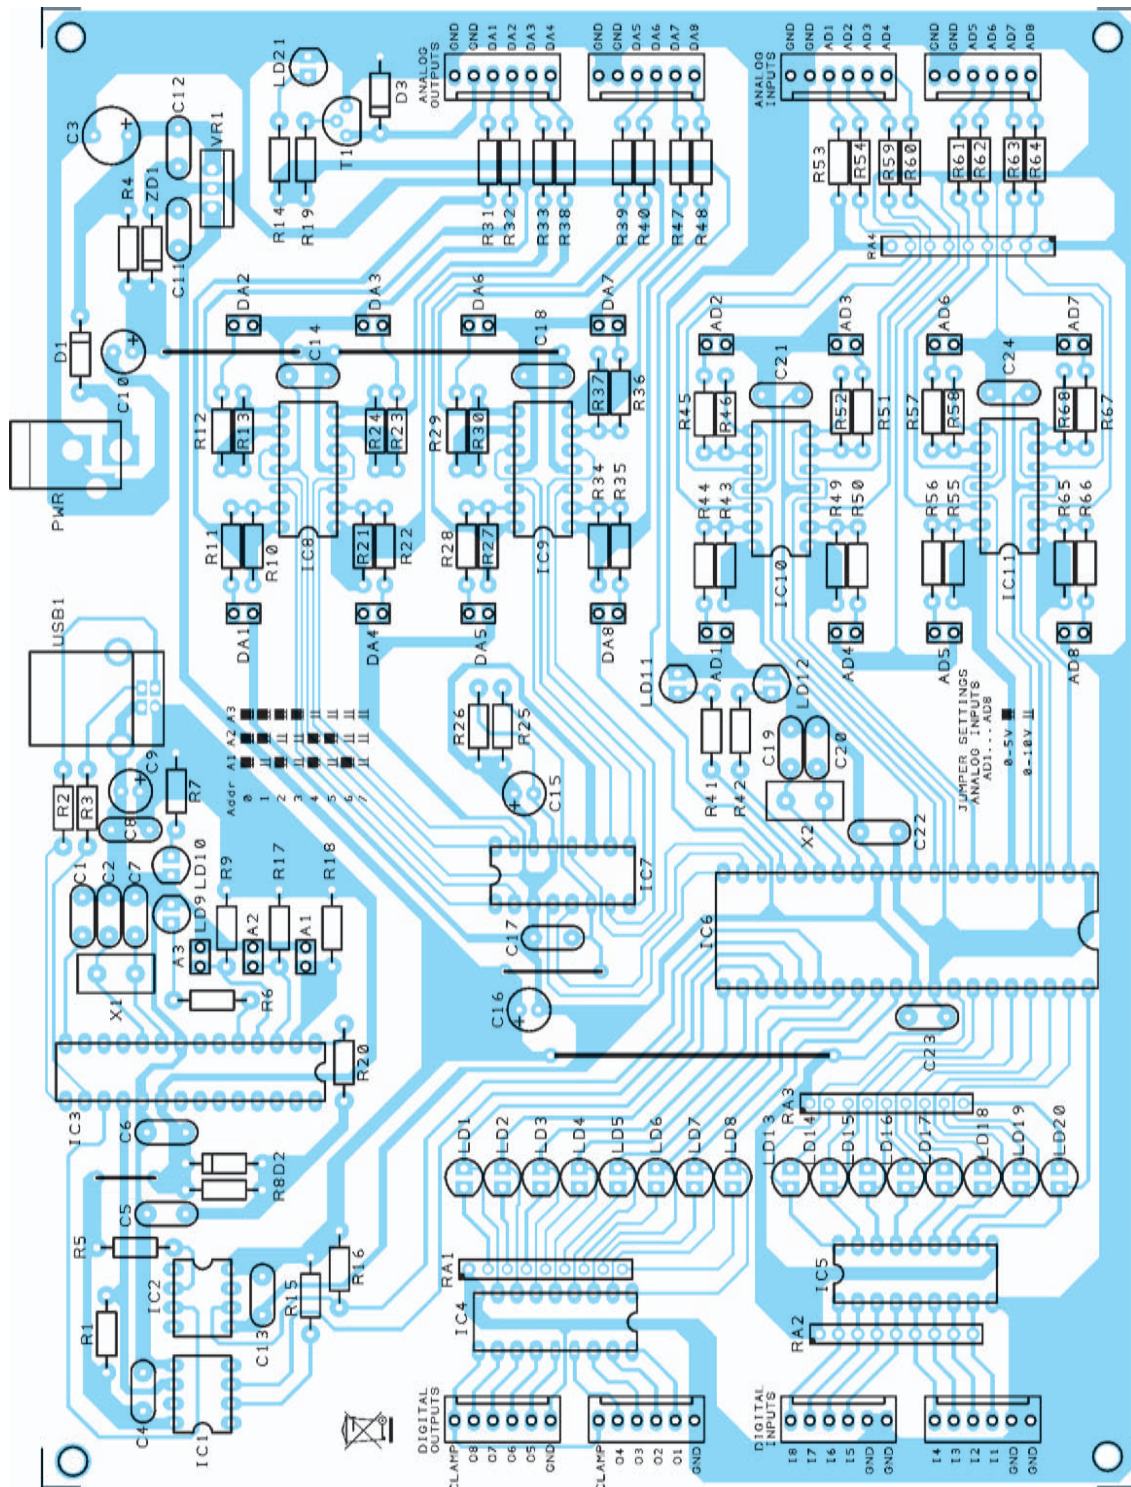 LD21
GND
GND
DA1
DA2
DA3
DA4
ANALOG
OUTPUTS
GND
GND
DA5
DA6
DA7
DA8
GND
GND
AD1
AD2
AD3
AD4
ANALOG
INPUTS
GND
GND
AD5
AD6
AD7
AD8
C3
C12
VR1
T1
D3
R4
ZD1
C11
R14
R19
R31
R32
R33
R38
R39
R40
R47
R48
R53
R54
R59
R60
R61
R62
R63
R64
RA4
D1
C10
DA2
C14
DA3
DA6
C18
DA7
AD2
C21
AD3
AD6
C24
AD7
R12
R13
R24
R23
R29
R30
R37
R36
R45
R46
R52
R51
R57
R58
R68
R67
PWR
R11
R10
IC8
R21
R22
R28
R27
IC9
R34
R35
R44
R43
IC10
R49
R50
R56
R55
IC11
R65
R66
USB1
DA1
DA4
DA5
DA8
AD1
AD4
AD5
AD8
LD11
LD12
R26
R25
C15
R41
R42
C19
C20
X2
C22
JUMPER SETTINGS
ANALOG INPUTS
AD1...AD8
0-5V
0-10V
Addr A1 A2 A3
0
1
2
3
4
5
6
7
R2
R3
C9
R7
C8
C1
C2
C7
LD9
LD10
R9
R17
R18
A3
A2
A1
X1
R6
IC7
C17
C16
IC6
C23
IC3
R20
C6
D2
R8
C5
R5
LD1
LD2
LD3
LD4
LD5
LD6
LD7
LD8
RA3
LD13
LD14
LD15
LD16
LD17
LD18
LD19
LD20
R1
IC2
C13
R15
R16
RA1
IC4
IC5
RA2
C4
IC1
DIGITAL
OUTPUTS
CLAMP
O8
O7
O6
O5
GND
CLAMP
O4
O3
O2
O1
GND
DIGITAL
INPUTS
I8
I7
I6
I5
GND
GND
I4
I3
I2
I1
GND
GND